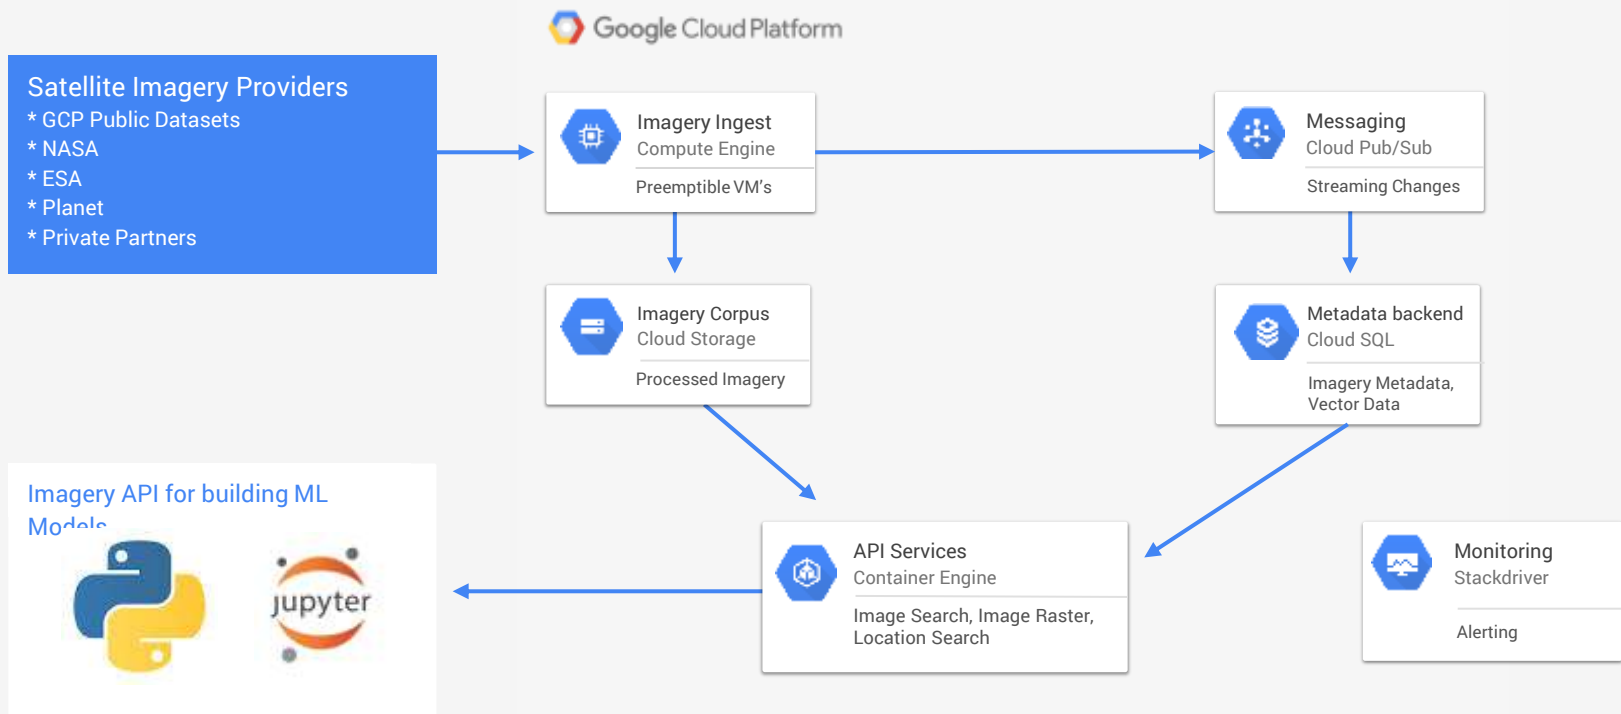 Google Cloud Platform
Satellite Imagery Providers
* GCP Public Datasets
* NASA
* ESA
* Planet
* Private Partners
Imagery Ingest
Compute Engine
Preemptible VM's
Messaging
Cloud Pub/Sub
Streaming Changes
Imagery Corpus
Cloud Storage
Processed Imagery
Metadata backend
Cloud SQL
Imagery Metadata,
Vector Data
Imagery API for building ML
Models
jupyter
API Services
Container Engine
Image Search, Image Raster,
Location Search
Monitoring
Stackdriver
Alerting